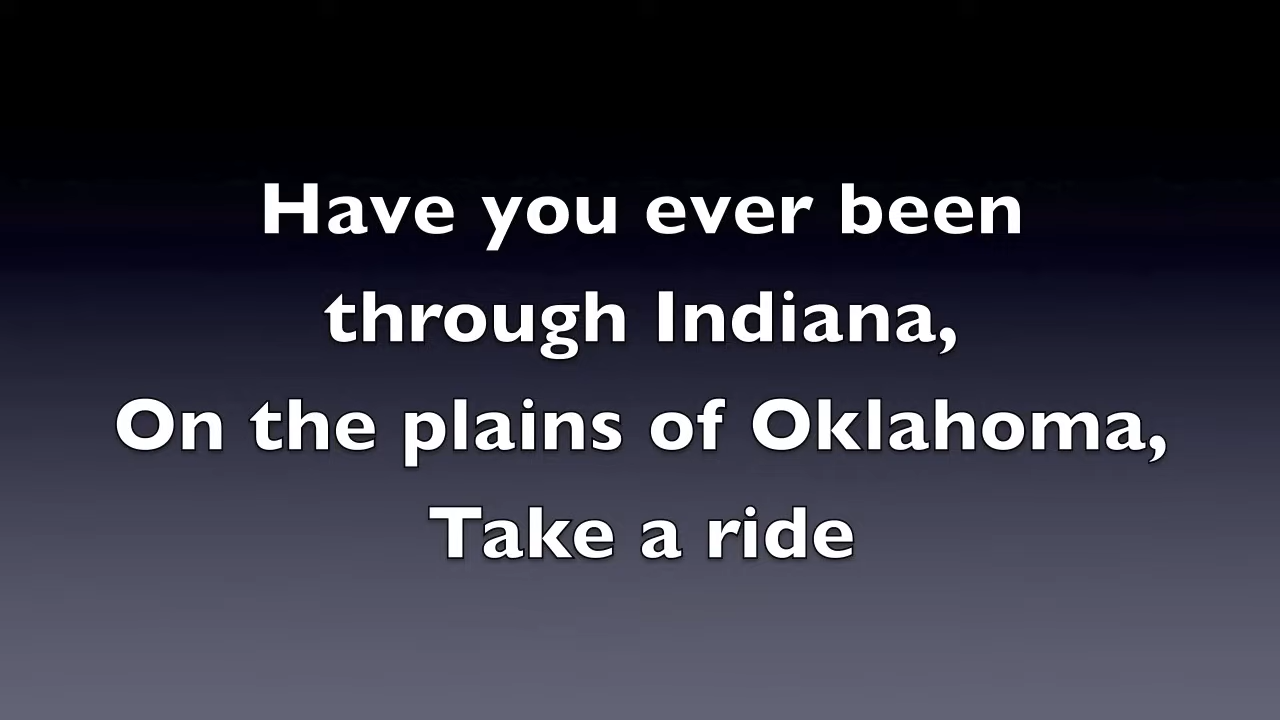 Have you ever been
through Indiana,
On the plains of Oklahoma,
Take a ride